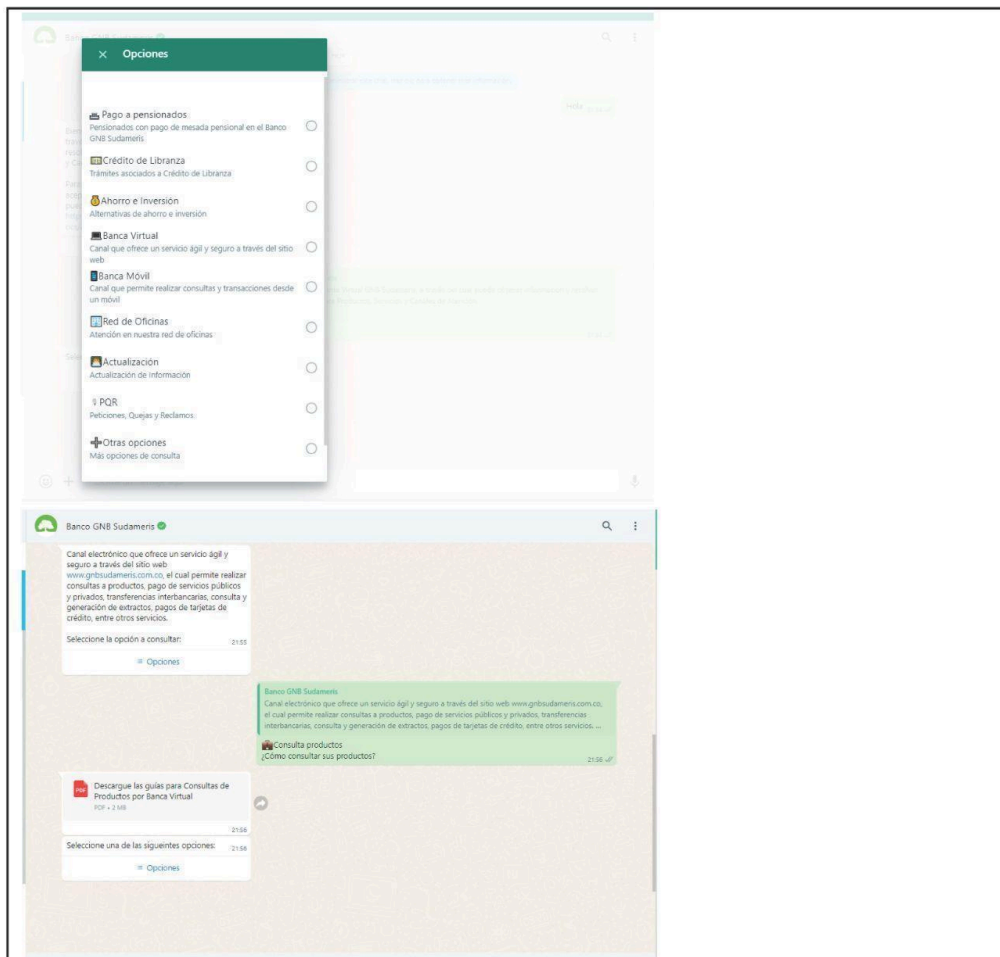 Opciones
Pago a pensionados
Pensionados con pago de mesada pensional en el Banco
GNB Sudameris
Crédito de Libranza
Trámites asociados a Crédito de Libranza
Ahorro e Inversión
Alternativas de ahorro e inversión
Banca Virtual
Canal que ofrece un servicio ágil y seguro a través del sitio
web
Banca Móvil
Canal que permite realizar consultas y transacciones desde
un móvil
Red de Oficinas
Atención en nuestra red de oficinas
Actualización
Actualización de Información
PQR
Peticiones, Quejas y Reclamos
Otras opciones
Más opciones de consulta
Banco GNB Sudameris
Canal electrónico que ofrece un servicio ágil y
seguro a través del sitio web
www.gnbsudameris.com.co, el cual permite realizar
consultas a productos, pago de servicios públicos
y privados, transferencias interbancarias, consulta y
generación de extractos, pagos de tarjetas de
crédito, entre otros servicios.
Seleccione la opción a consultar:
21:55
Opciones
Banco GNB Sudameris
Canal electrónico que ofrece un servicio ágil y seguro a través del sitio web www.gnbsudameris.com.co,
el cual permite realizar consultas a productos, pago de servicios públicos y privados, transferencias
interbancarias, consulta y generación de extractos, pagos de tarjetas de crédito, entre otros servicios. ...
Consulta productos
¿Cómo consultar sus productos?
21:56
PDF
Descargue las guías para Consultas de
Productos por Banca Virtual
PDF • 2 MB
21:56
Seleccione una de las siguientes opciones:
21:56
Opciones